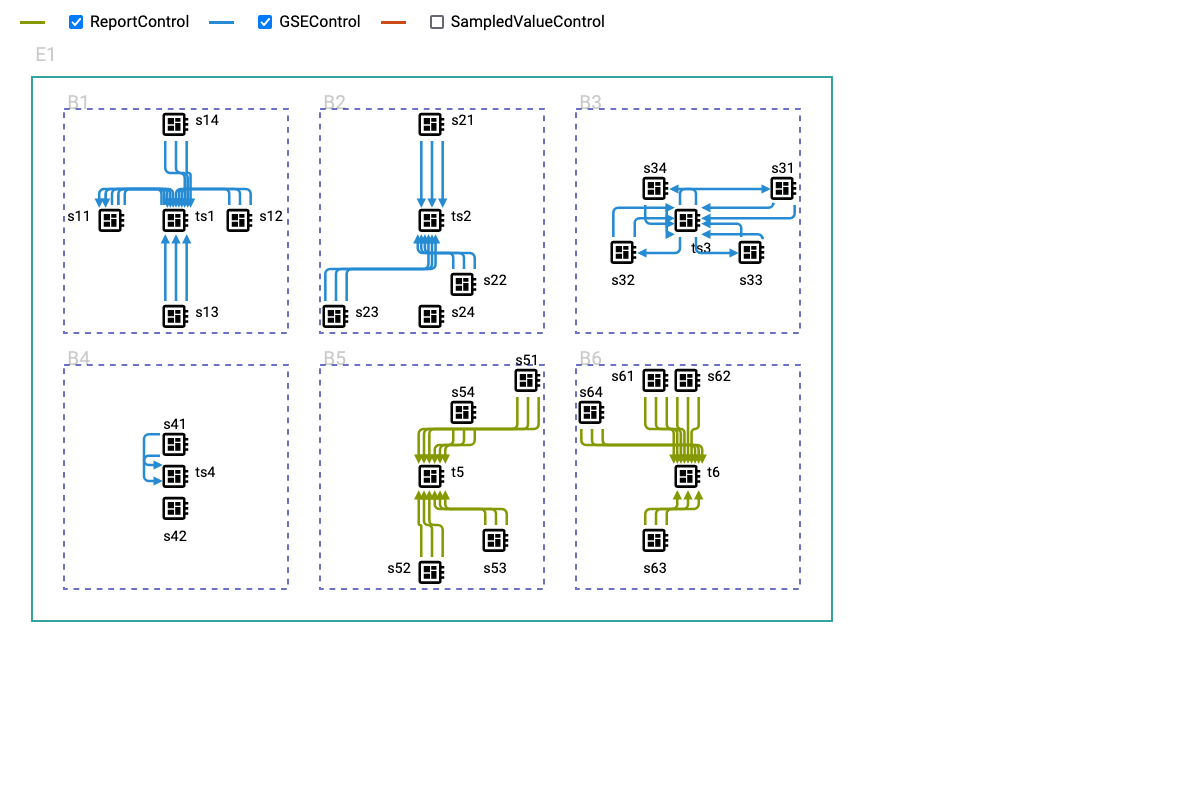 ReportControl GSEControl SampledValueControl
E1
B1 B2 B3
s14 s21
s34 s31
s11 ts1 s12 ts2 ts3
s22
s32 s33
s13 s23 s24
B4 B5 B6
s51
s61 s62
s54 s64
s41
ts4 t5 t6
s42
s52 s53 s63